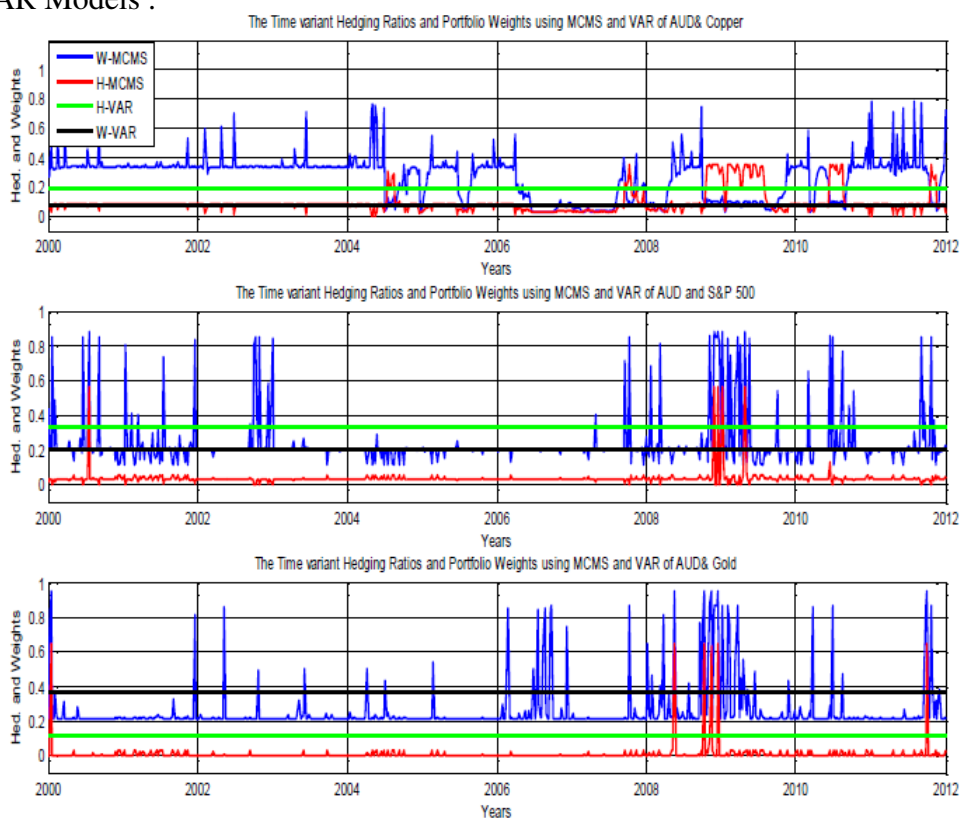 AR Models :
The Time variant Hedging Ratios and Portfolio Weights using MCMS and VAR of AUD& Copper
Hed. and Weights
1
0.8
0.6
0.4
0.2
0
W-MCMS
H-MCMS
H-VAR
W-VAR
2000 2002 2004 2006 2008 2010 2012
Years
The Time variant Hedging Ratios and Portfolio Weights using MCMS and VAR of AUD and S&P 500
Hed. and Weights
1
0.8
0.6
0.4
0.2
0
2000 2002 2004 2006 2008 2010 2012
Years
The Time variant Hedging Ratios and Portfolio Weights using MCMS and VAR of AUD& Gold
Hed. and Weights
1
0.8
0.6
0.4
0.2
0
2000 2002 2004 2006 2008 2010 2012
Years